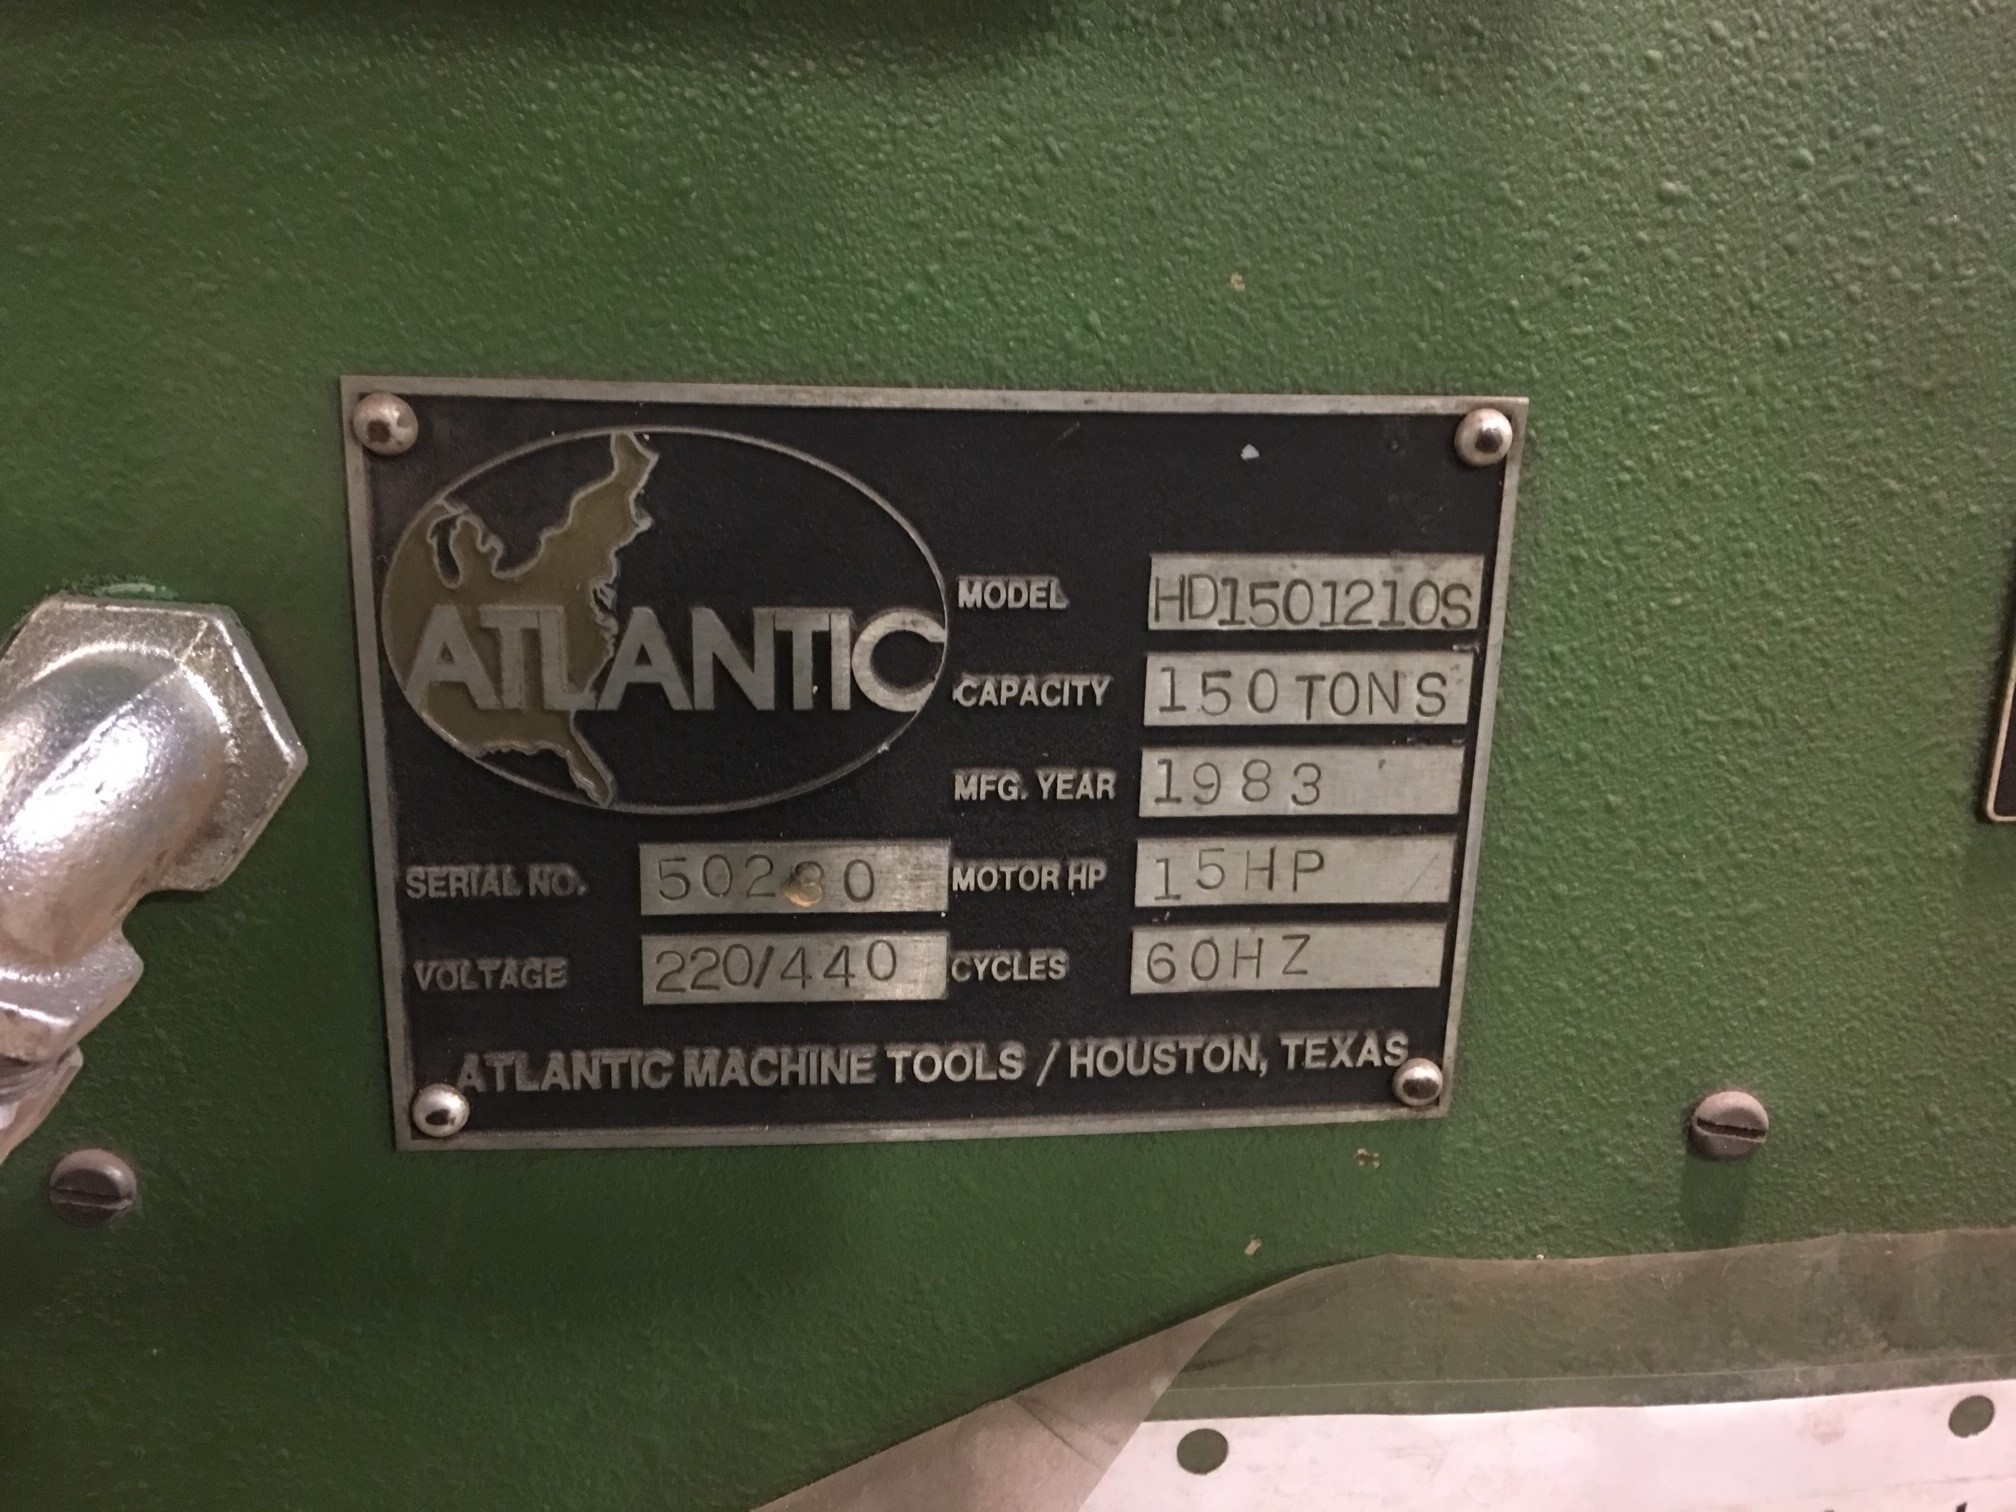 ATLANTIC
MODEL HD1501210S
CAPACITY 150 TONS
MFG. YEAR 1983
SERIAL NO. 50280 MOTOR HP 15HP
VOLTAGE 220/440 CYCLES 60HZ
ATLANTIC MACHINE TOOLS / HOUSTON, TEXAS